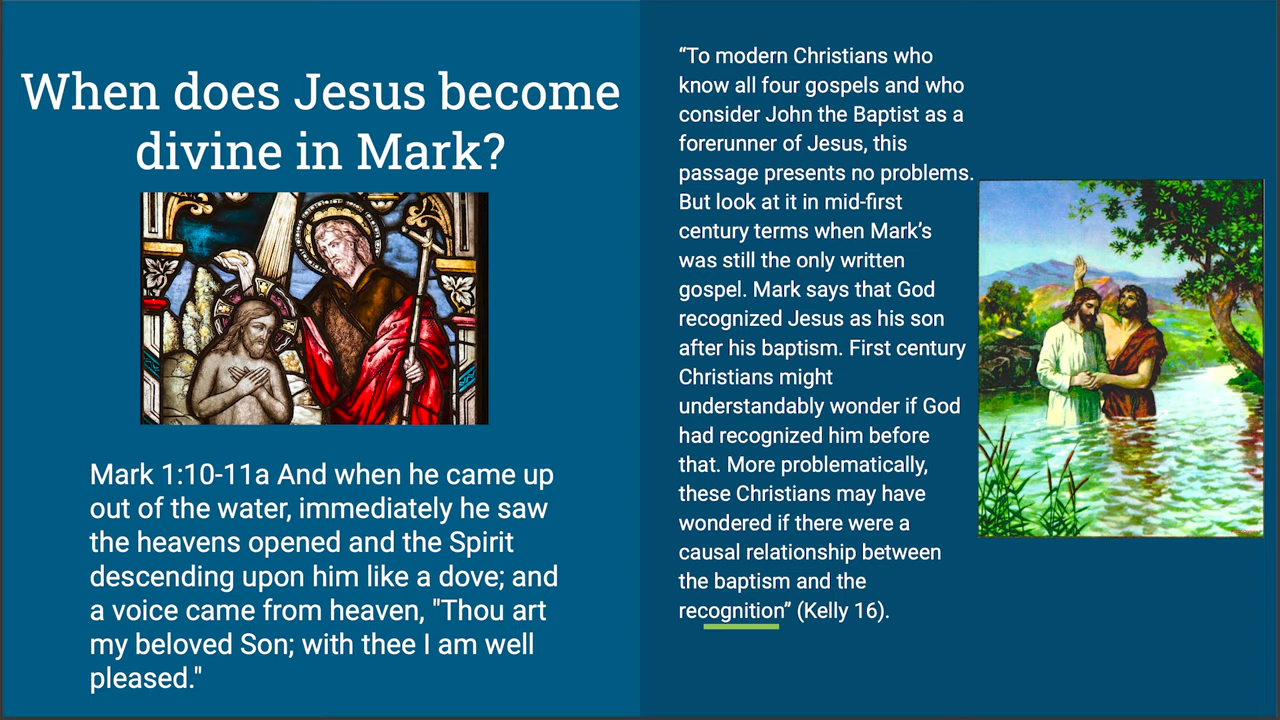 When does Jesus become
divine in Mark?
Mark 1:10-11a And when he came up
out of the water, immediately he saw
the heavens opened and the Spirit
descending upon him like a dove; and
a voice came from heaven, "Thou art
my beloved Son; with thee I am well
pleased."
“To modern Christians who
know all four gospels and who
consider John the Baptist as a
forerunner of Jesus, this
passage presents no problems.
But look at it in mid-first
century terms when Mark’s
was still the only written
gospel. Mark says that God
recognized Jesus as his son
after his baptism. First century
Christians might
understandably wonder if God
had recognized him before
that. More problematically,
these Christians may have
wondered if there were a
causal relationship between
the baptism and the
recognition” (Kelly 16).